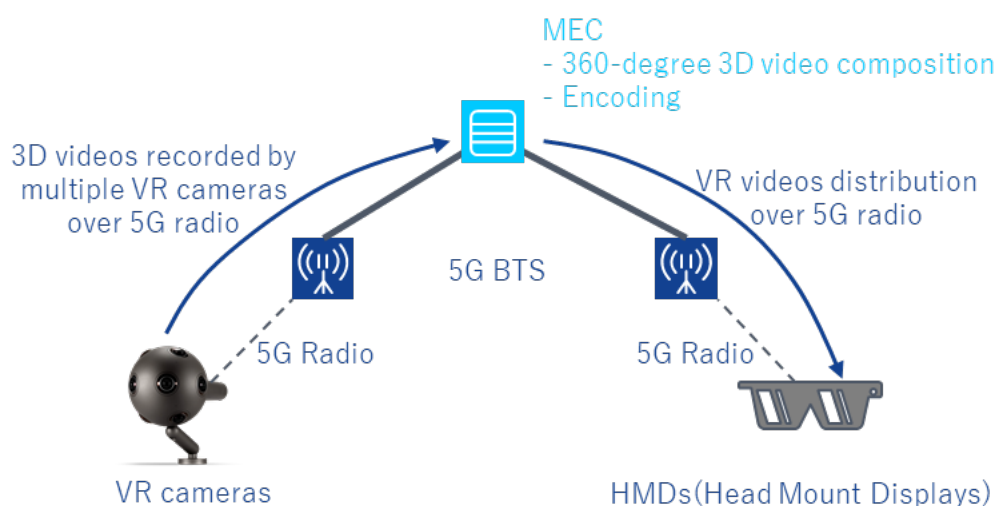 MEC
- 360-degree 3D video composition
- Encoding
3D videos recorded by
multiple VR cameras
over 5G radio
VR videos distribution
over 5G radio
5G BTS
5G Radio
5G Radio
VR cameras
HMDs(Head Mount Displays)